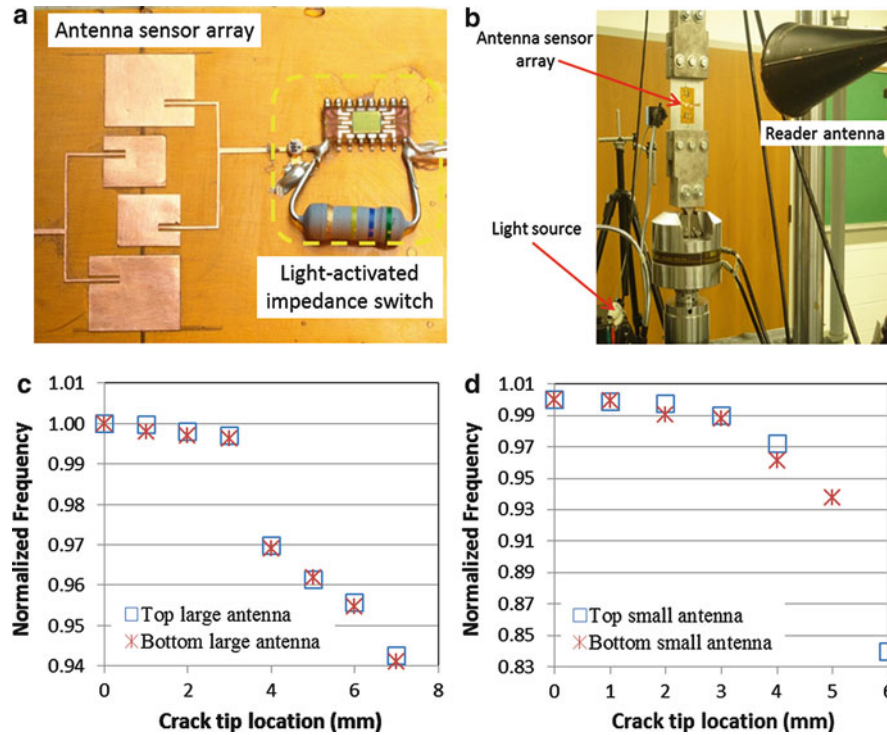 a
Antenna sensor array
Light-activated
impedance switch
b
Antenna sensor
array
Reader antenna
Light source
c
1.01
1.00
0.99
0.98
0.97
0.96
0.95
0.94
Normalized Frequency
Top large antenna
Bottom large antenna
0 2 4 6 8
Crack tip location (mm)
d
1.01
0.99
0.97
0.95
0.93
0.91
0.89
0.87
0.85
0.83
Normalized Frequency
Top small antenna
Bottom small antenna
0 1 2 3 4 5 6
Crack tip location (mm)